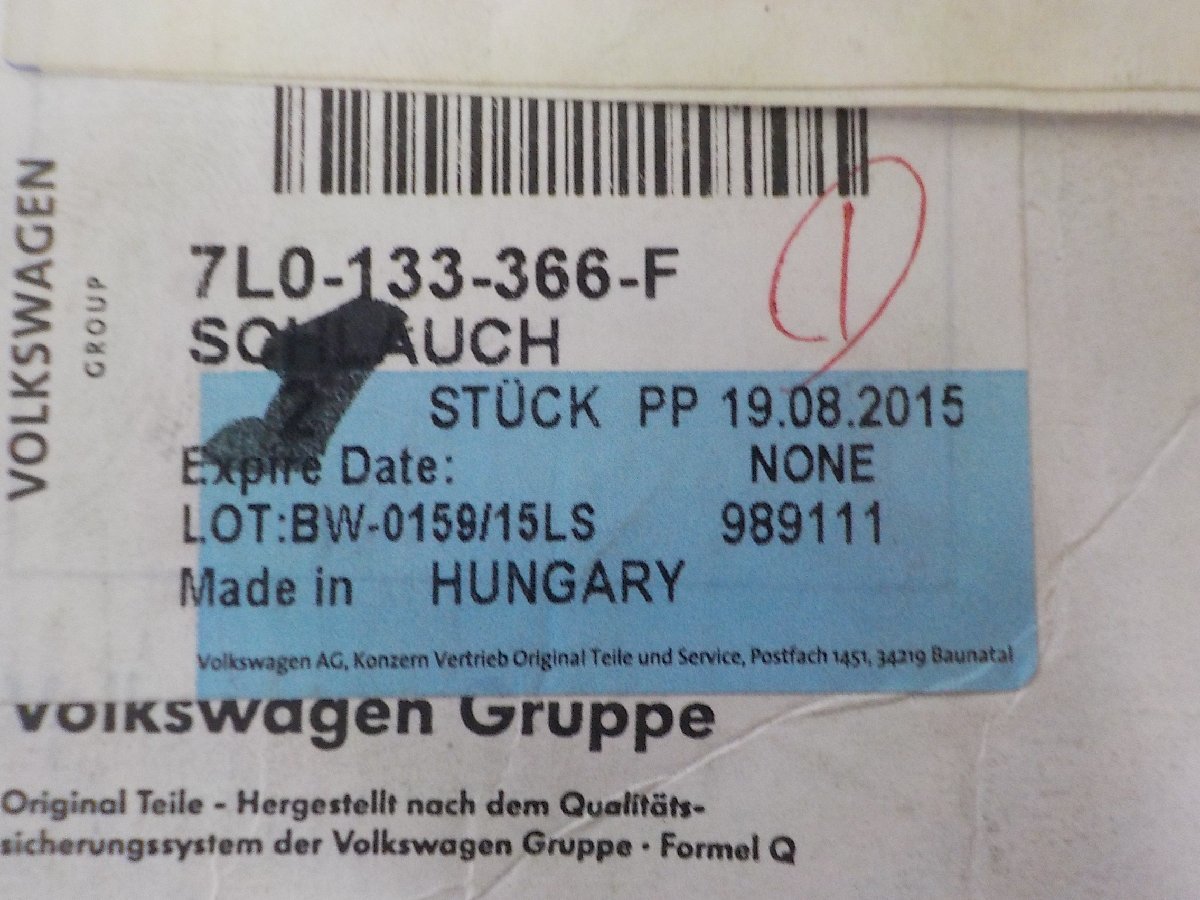 VOLKSWAGEN
GROUP
7L0-133-366-F
SCHLAUCH
1
2 STÜCK PP 19.08.2015
Expire Date: NONE
LOT:BW-0159/15LS 989111
Made in HUNGARY
Volkswagen AG, Konzern Vertrieb Original Teile und Service, Postfach 1451, 34219 Baunatal
Volkswagen Gruppe
Original Teile - Hergestellt nach dem Qualitäts-
sicherungssystem der Volkswagen Gruppe · Formel Q